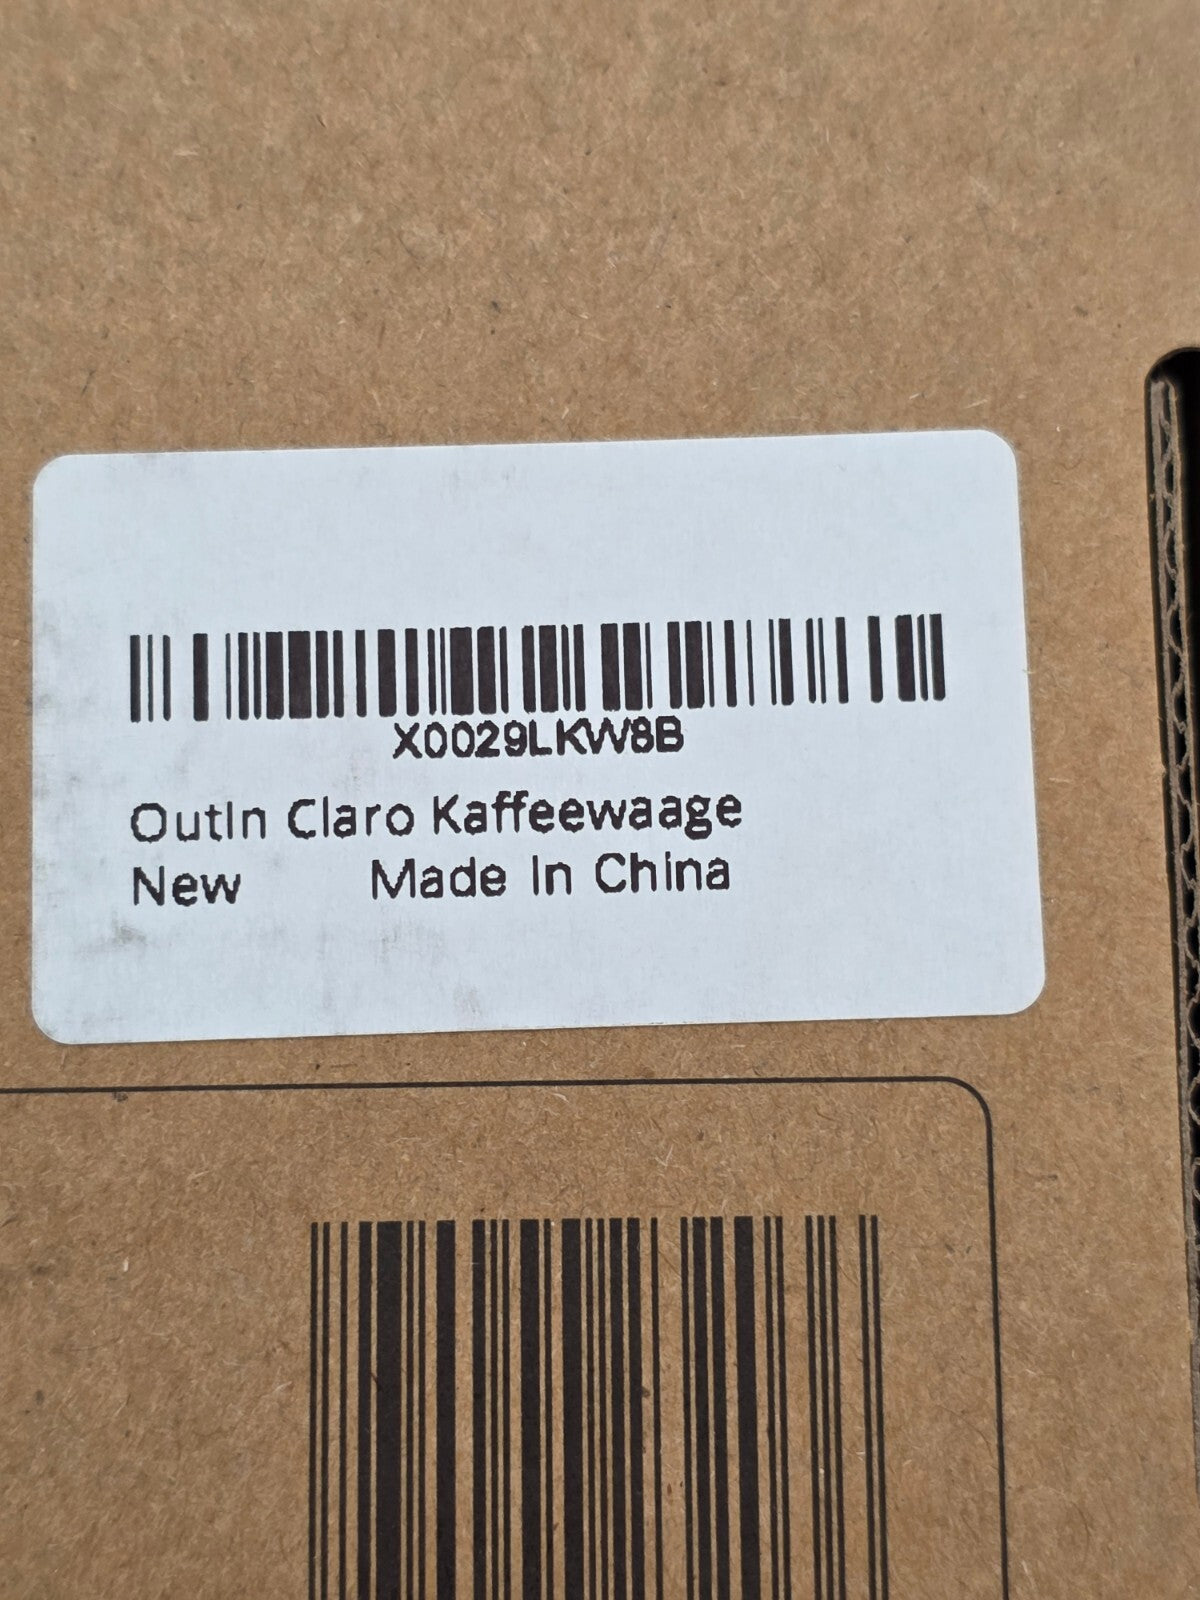 X0029LKW8B
OutIn Claro Kaffeewaage
New Made In China